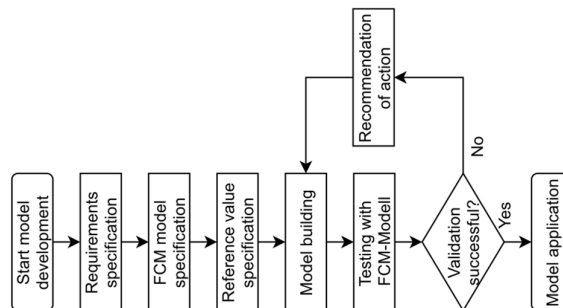 Start model
development
Requirements
specification
FCM model
specification
Reference value
specification
Model building
Testing with
FCM-Modell
Validation
successful?
No
Recommendation
of action
Yes
Model application